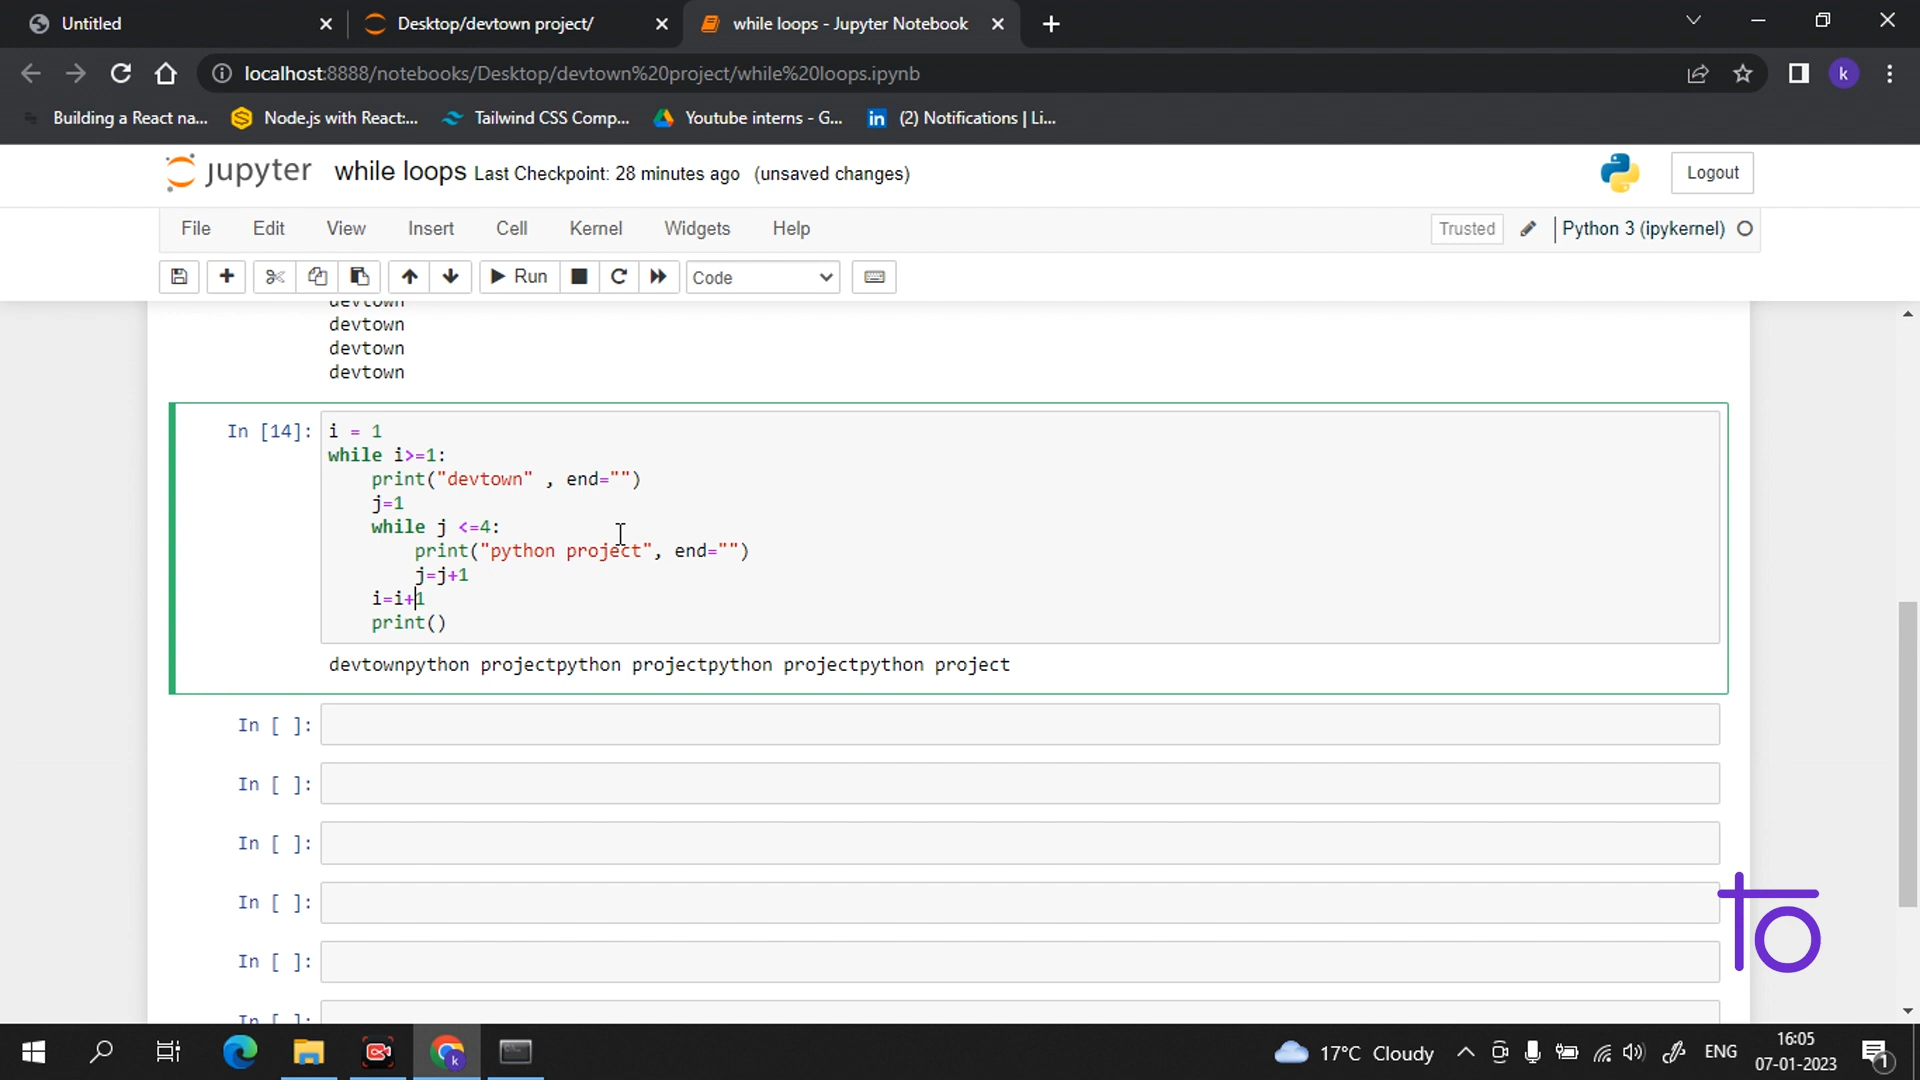 Untitled
Desktop/devtown project/
while loops - Jupyter Notebook
localhost:8888/notebooks/Desktop/devtown%20project/while%20loops.ipynb
k
Building a React na...
Node.js with React:...
Tailwind CSS Comp...
Youtube interns - G...
(2) Notifications | Li...
jupyter while loops Last Checkpoint: 28 minutes ago (unsaved changes)
Logout
File Edit View Insert Cell Kernel Widgets Help
Trusted
Python 3 (ipykernel)
Run
Code
devtown
devtown
devtown
devtown
In [14]: i = 1
while i>=1:
print("devtown" , end="")
j=1
while j <=4:
print("python project", end="")
j=j+1
i=i+1
print()
devtownpython projectpython projectpython projectpython project
In [ ]:
In [ ]:
In [ ]:
In [ ]:
In [ ]:
In [ ]:
17°C Cloudy
ENG
16:05
07-01-2023
1